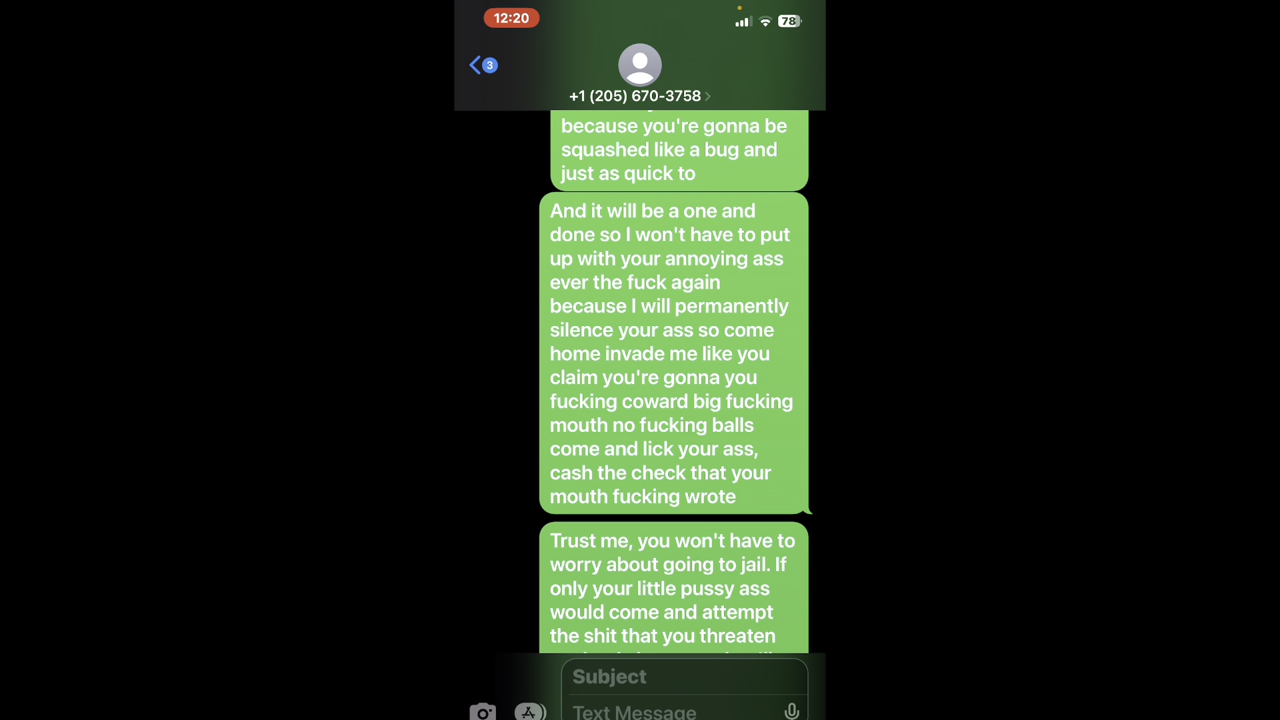 12:20
78
3
+1 (205) 670-3758
because you're gonna be
squashed like a bug and
just as quick to
And it will be a one and
done so I won't have to put
up with your annoying ass
ever the fuck again
because I will permanently
silence your ass so come
home invade me like you
claim you're gonna you
fucking coward big fucking
mouth no fucking balls
come and lick your ass,
cash the check that your
mouth fucking wrote
Trust me, you won't have to
worry about going to jail. If
only your little pussy ass
would come and attempt
the shit that you threaten
Subject
Text Message